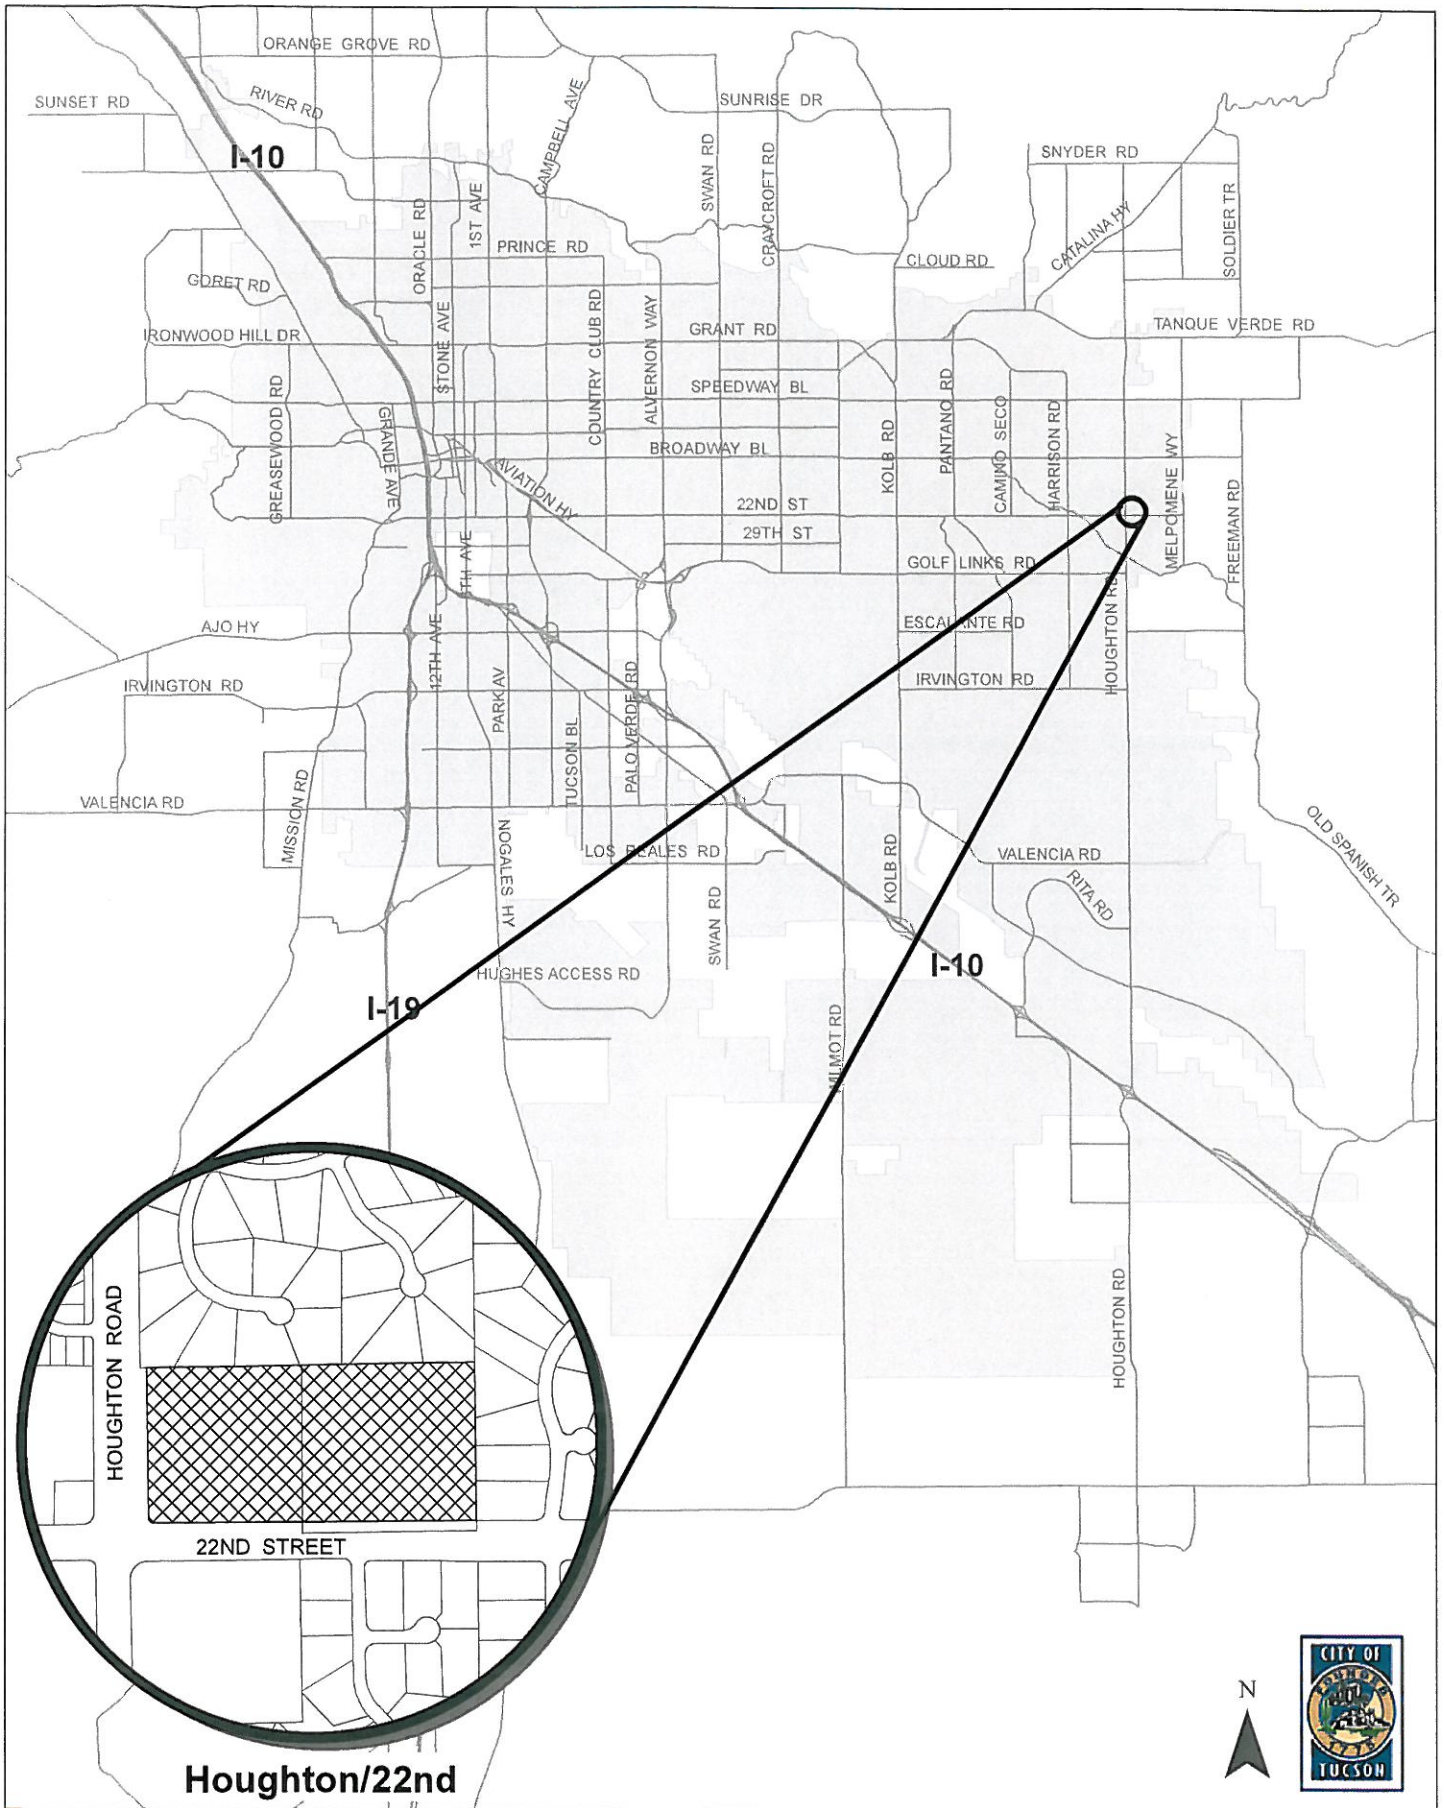 ORANGE GROVE RD
SUNSET RD
RIVER RD
CAMPBELL AVE
SUNRISE DR
I-10
SWAN RD
CRAYCROFT RD
SNYDER RD
SOLDIER TR
CATALINA HY
ORACLE RD
1ST AVE
PRINCE RD
CLOUD RD
GORET RD
IRONWOOD HILL DR
STONE AVE
COUNTRY CLUB RD
ALVERNON WAY
GRANT RD
TANQUE VERDE RD
GREASEWOOD RD
GRANDE AVE
SPEEDWAY BL
PANTANO RD
CAMINO SECO
HARRISON RD
KOLB RD
BROADWAY BL
MELPOMENE WY
FREEMAN RD
AVIATION HY
22ND ST
29TH ST
6TH AVE
GOLF LINKS RD
HOUGHTON RD
AJO HY
12TH AVE
ESCALANTE RD
IRVINGTON RD
PARK AV
PALO VERDE RD
IRVINGTON RD
TUCSON BL
MISSION RD
VALENCIA RD
OLD SPANISH TR
NOGALES HY
LOS REALES RD
KOLB RD
VALENCIA RD
RITA RD
SWAN RD
HUGHES ACCESS RD
I-10
I-19
WILMOT RD
HOUGHTON RD
HOUGHTON ROAD
22ND STREET
Houghton/22nd
N
CITY OF
FOUNDED
1775
TUCSON